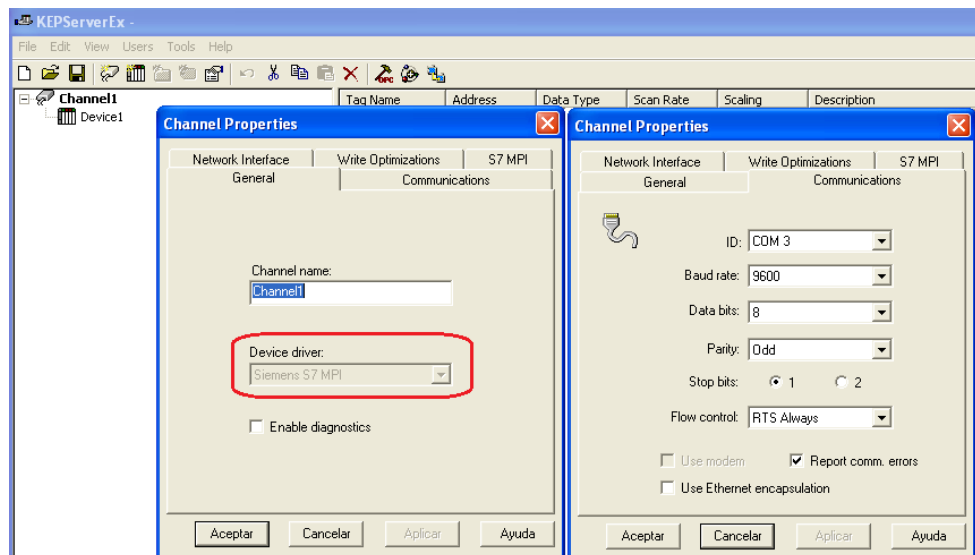 KEPServerEx -
File Edit View Users Tools Help
Channel1
Device1
Tag Name Address Data Type Scan Rate Scaling Description
Channel Properties
Network Interface Write Optimizations S7 MPI
General Communications
Channel name:
Channel1
Device driver:
Siemens S7 MPI
Enable diagnostics
Aceptar Cancelar Aplicar Ayuda
Channel Properties
Network Interface Write Optimizations S7 MPI
General Communications
ID: COM 3
Baud rate: 9600
Data bits: 8
Parity: Odd
Stop bits: 1 2
Flow control: RTS Always
Use modem Report comm. errors
Use Ethernet encapsulation
Aceptar Cancelar Aplicar Ayuda